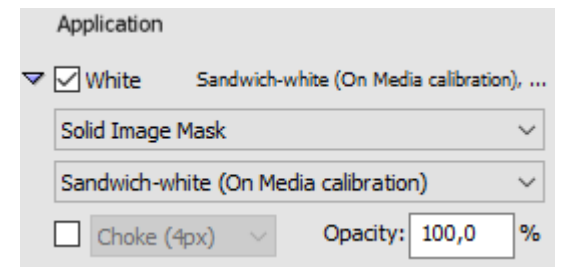 Application
White Sandwich-white (On Media calibration), ...
Solid Image Mask
Sandwich-white (On Media calibration)
Choke (4px) Opacity: 100,0 %